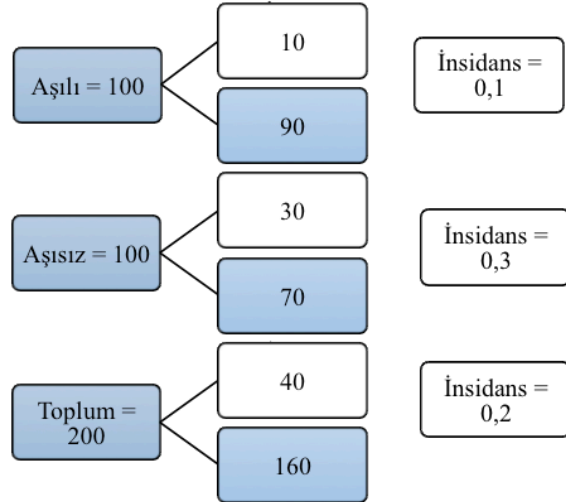 10
Aşılı = 100
90
İnsidans =
0,1
30
Aşısız = 100
70
İnsidans =
0,3
40
Toplum =
200
160
İnsidans =
0,2